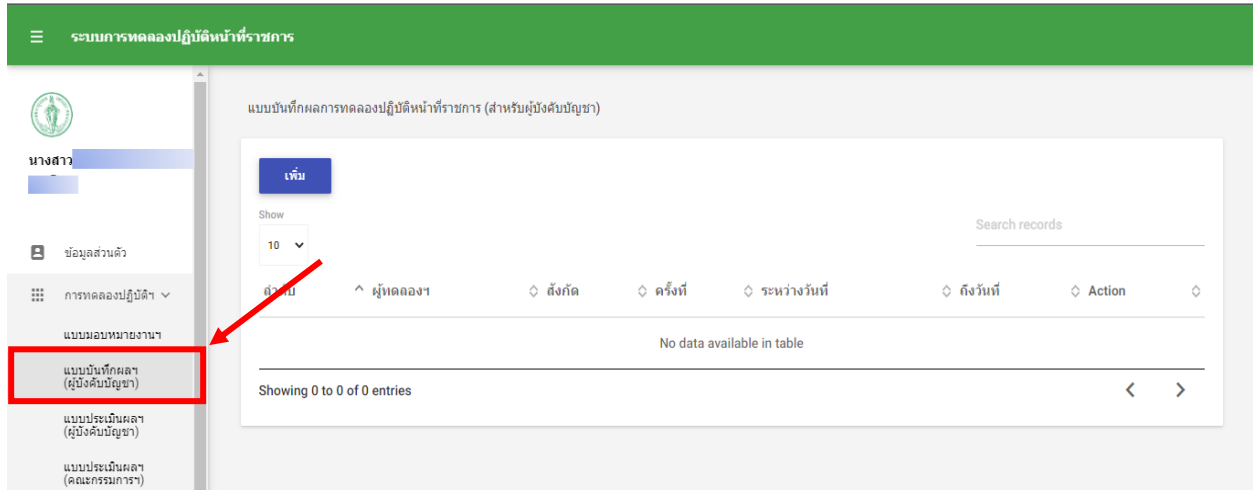 ระบบการทดลองปฏิบัติหน้าที่ราชการ
นางสาว
ข้อมูลส่วนตัว
การทดลองปฏิบัติฯ
แบบมอบหมายงานฯ
แบบบันทึกผลฯ
(ผู้บังคับบัญชา)
แบบประเมินผลฯ
(ผู้บังคับบัญชา)
แบบประเมินผลฯ
(คณะกรรมการฯ)
แบบบันทึกผลการทดลองปฏิบัติหน้าที่ราชการ (สำหรับผู้บังคับบัญชา)
เพิ่ม
Show
10
Search records
ลำดับ ผู้ทดลองฯ สังกัด ครั้งที่ ระหว่างวันที่ ถึงวันที่ Action
No data available in table
Showing 0 to 0 of 0 entries